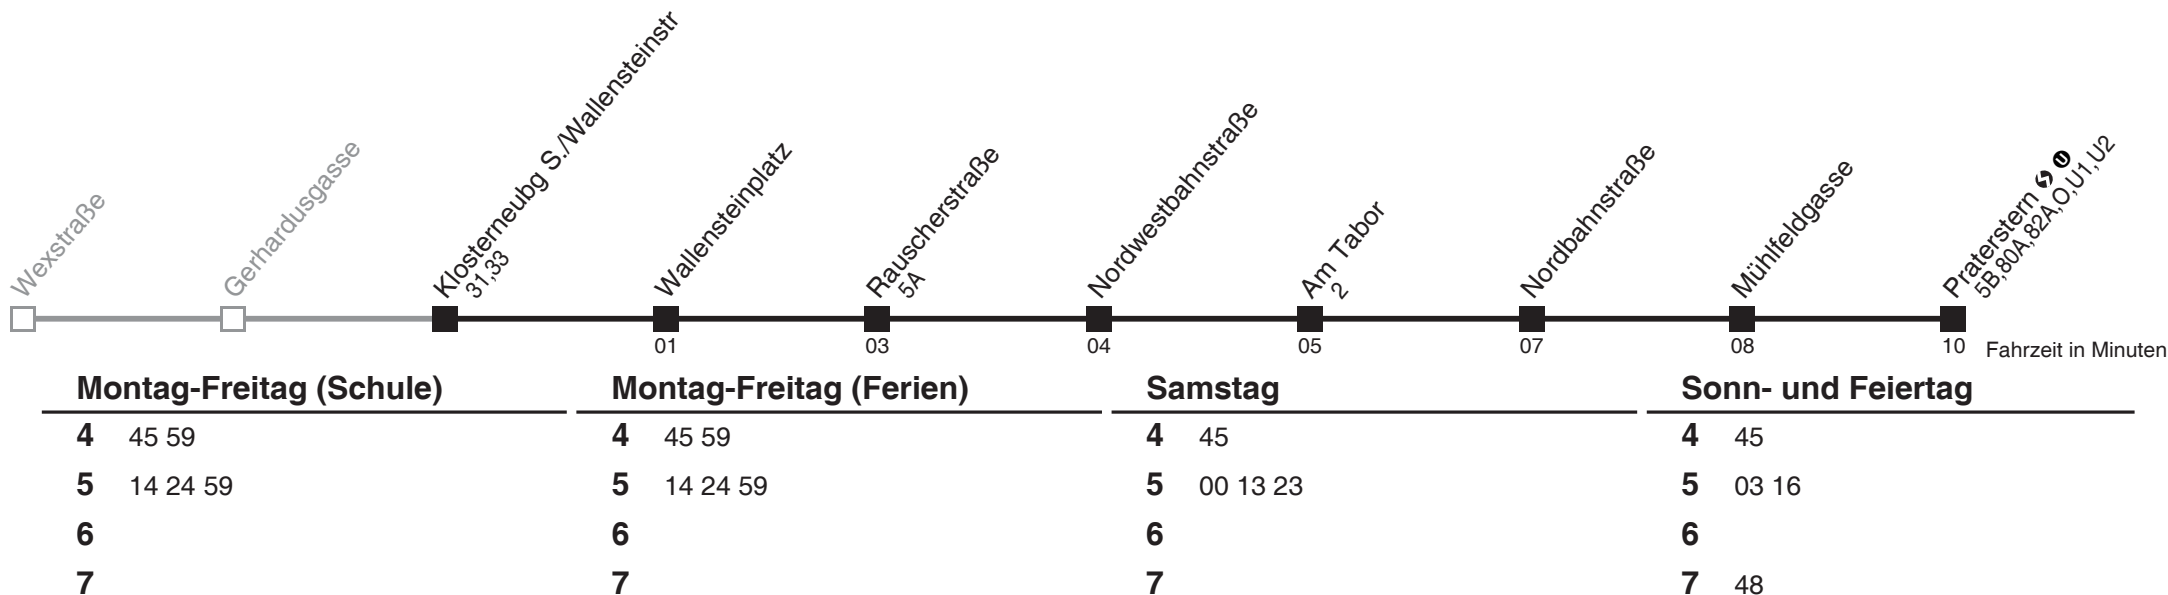 Wexstraße
Gerhardusgasse
Klosterneubg S./Wallensteinstr
31,33
Wallensteinplatz
Rauscherstraße
5A
Nordwestbahnstraße
Am Tabor
2
Nordbahnstraße
Mühlfeldgasse
Praterstern S U
5B,80A,82A,O,U1,U2
01 03 04 05 07 08 10 Fahrzeit in Minuten
Montag-Freitag (Schule) Montag-Freitag (Ferien) Samstag Sonn- und Feiertag
4 45 59 4 45 59 4 45 4 45
5 14 24 59 5 14 24 59 5 00 13 23 5 03 16
6 6 6 6
7 7 7 7 48